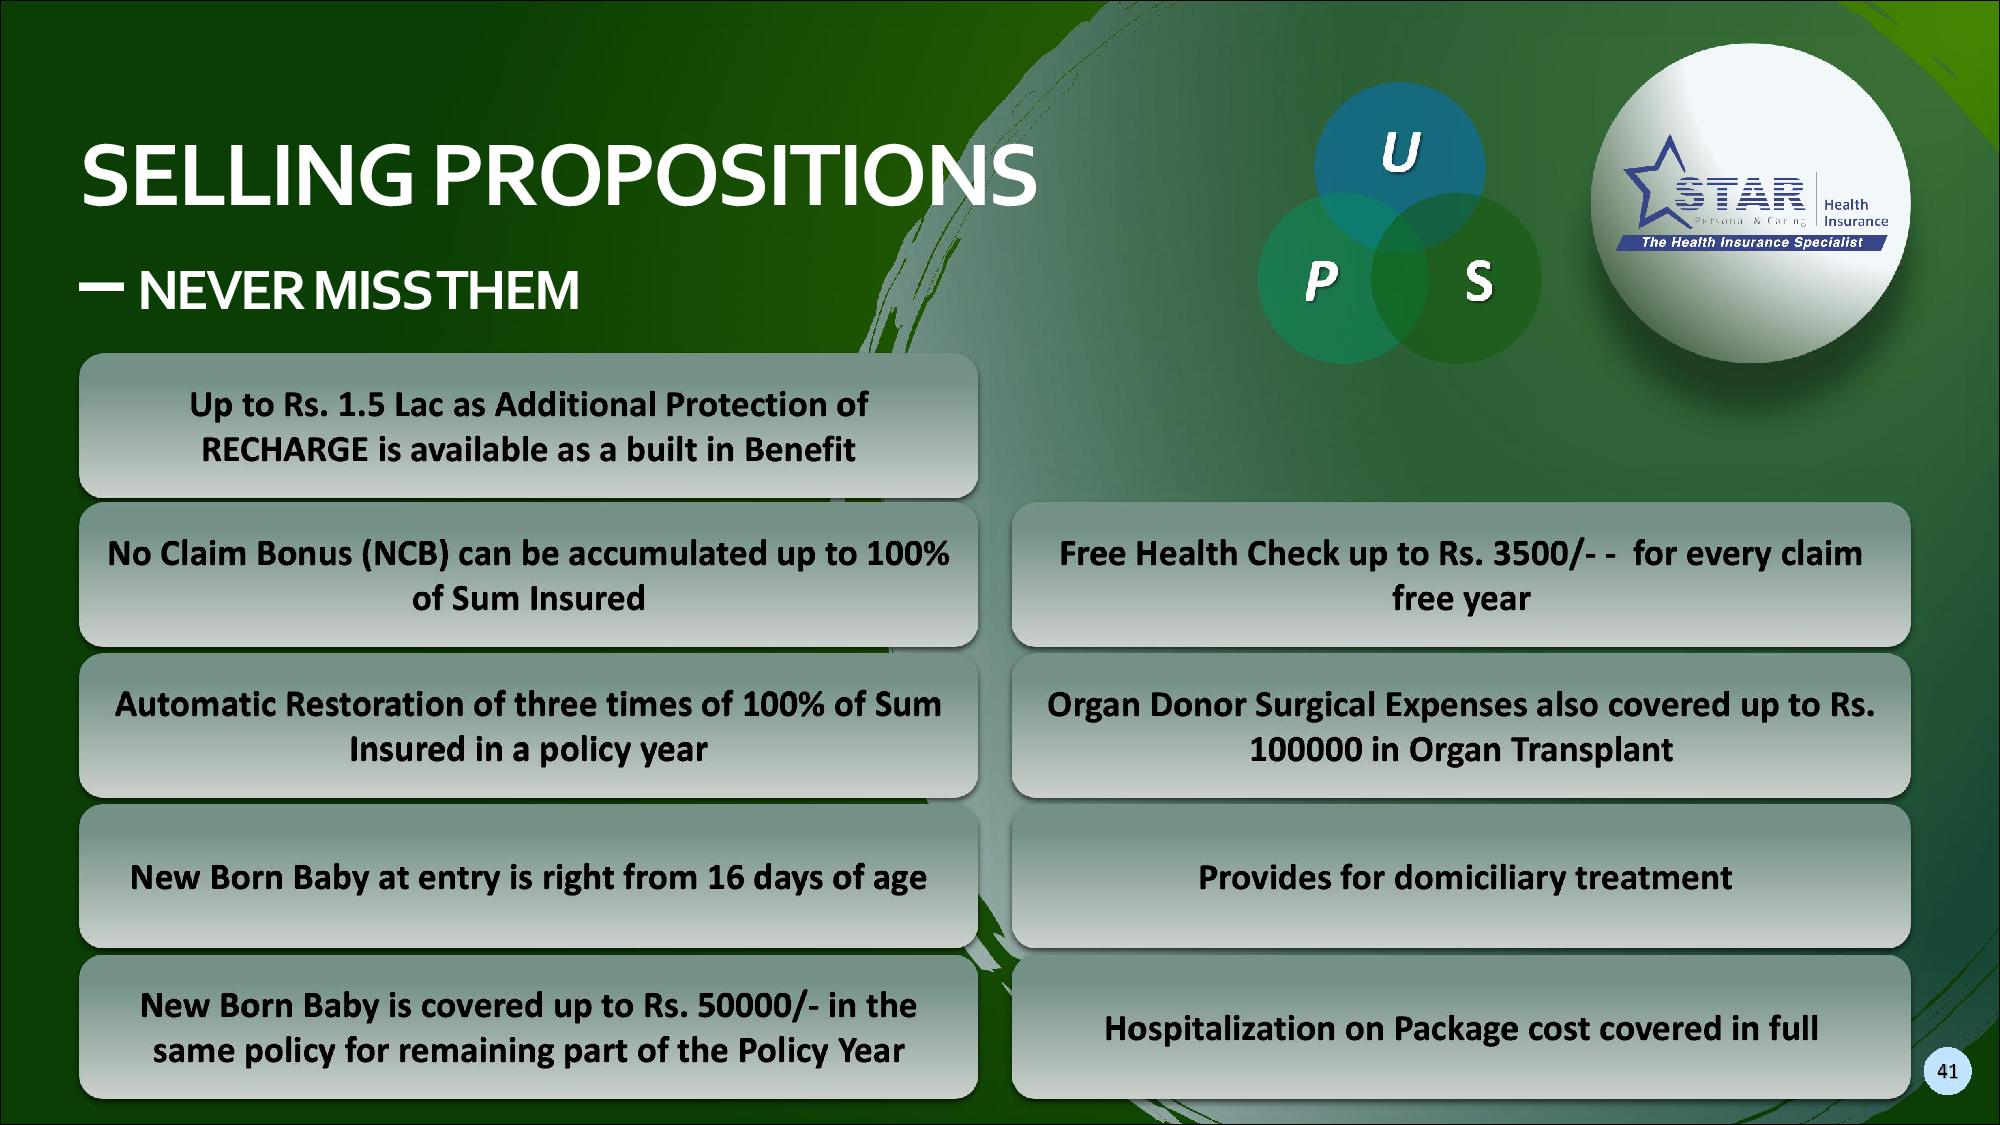 SELLING PROPOSITIONS
– NEVER MISS THEM
U
P
S
STAR
Personal & Caring
Health
Insurance
The Health Insurance Specialist
Up to Rs. 1.5 Lac as Additional Protection of
RECHARGE is available as a built in Benefit
No Claim Bonus (NCB) can be accumulated up to 100%
of Sum Insured
Automatic Restoration of three times of 100% of Sum
Insured in a policy year
New Born Baby at entry is right from 16 days of age
New Born Baby is covered up to Rs. 50000/- in the
same policy for remaining part of the Policy Year
Free Health Check up to Rs. 3500/- -  for every claim
free year
Organ Donor Surgical Expenses also covered up to Rs.
100000 in Organ Transplant
Provides for domiciliary treatment
Hospitalization on Package cost covered in full
41